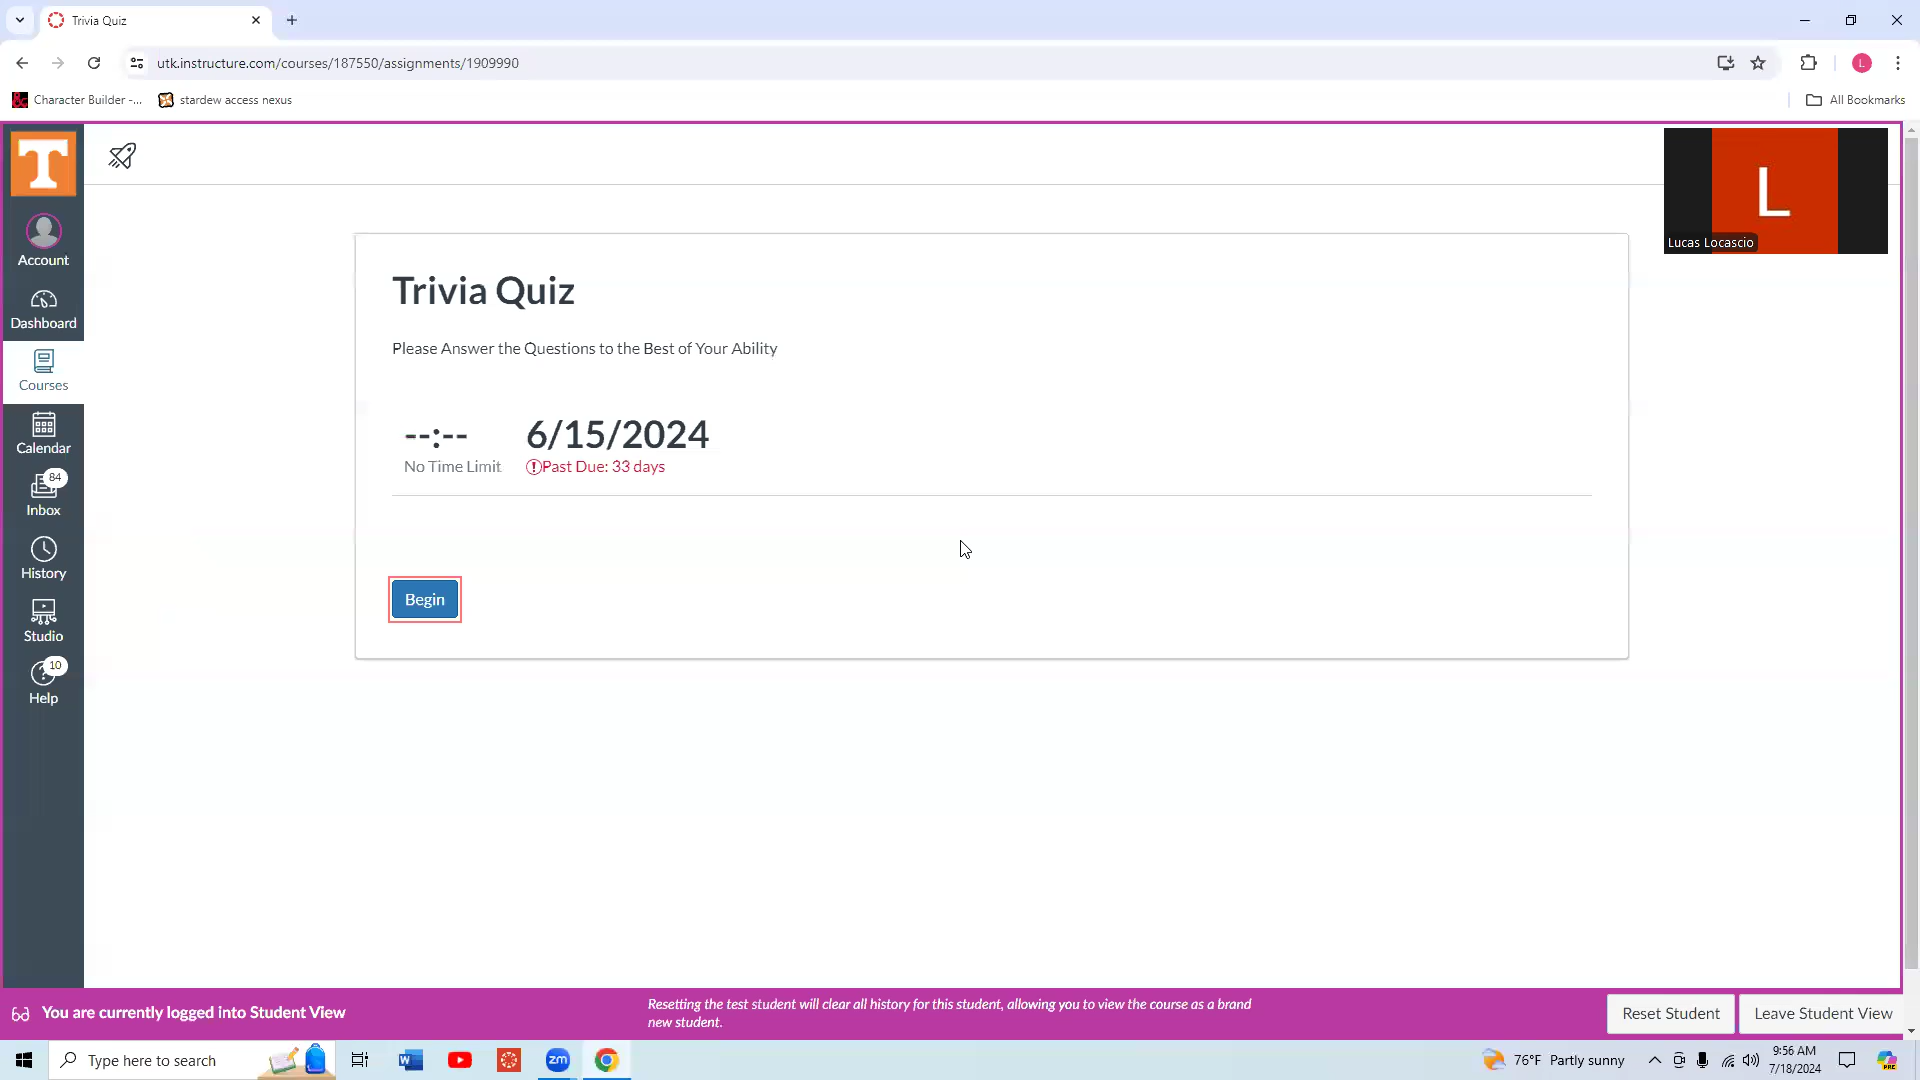 Trivia Quiz
utk.instructure.com/courses/187550/assignments/1909990
L
Character Builder -...
stardew access nexus
All Bookmarks
T
Account
Dashboard
Courses
Calendar
84
Inbox
History
Studio
10
Help
L
Lucas Locascio
Trivia Quiz
Please Answer the Questions to the Best of Your Ability
--:--
No Time Limit
6/15/2024
Past Due: 33 days
Begin
You are currently logged into Student View
Resetting the test student will clear all history for this student, allowing you to view the course as a brand
new student.
Reset Student
Leave Student View
Type here to search
W
zm
76°F Partly sunny
9:56 AM
7/18/2024
PRE